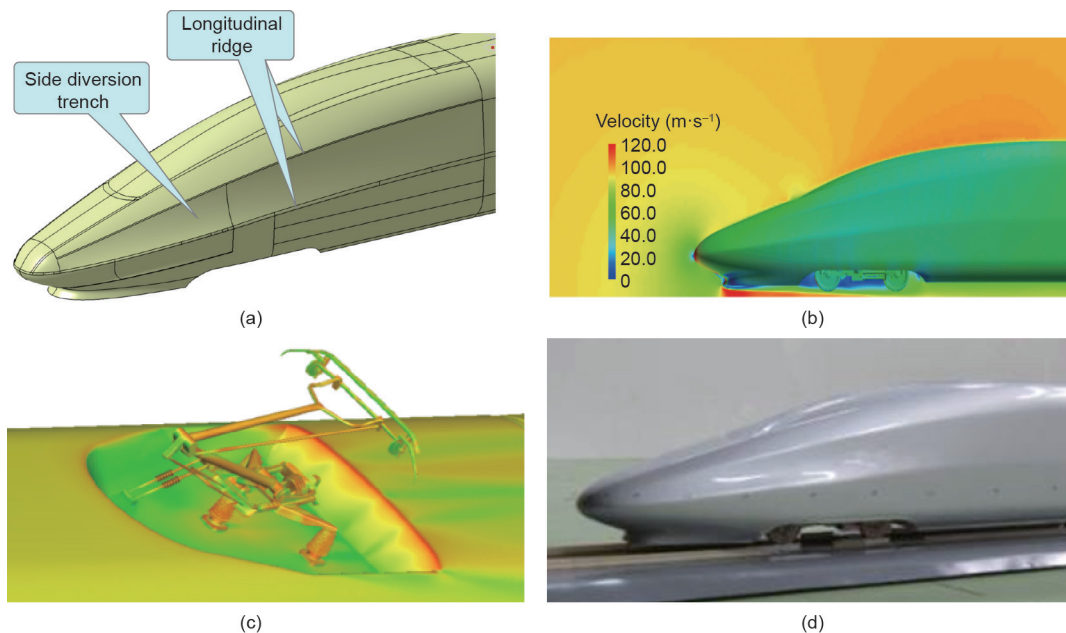 Longitudinal
ridge
Side diversion
trench
(a)
Velocity (m·s⁻¹)
120.0
100.0
80.0
60.0
40.0
20.0
0
(b)
(c)
(d)